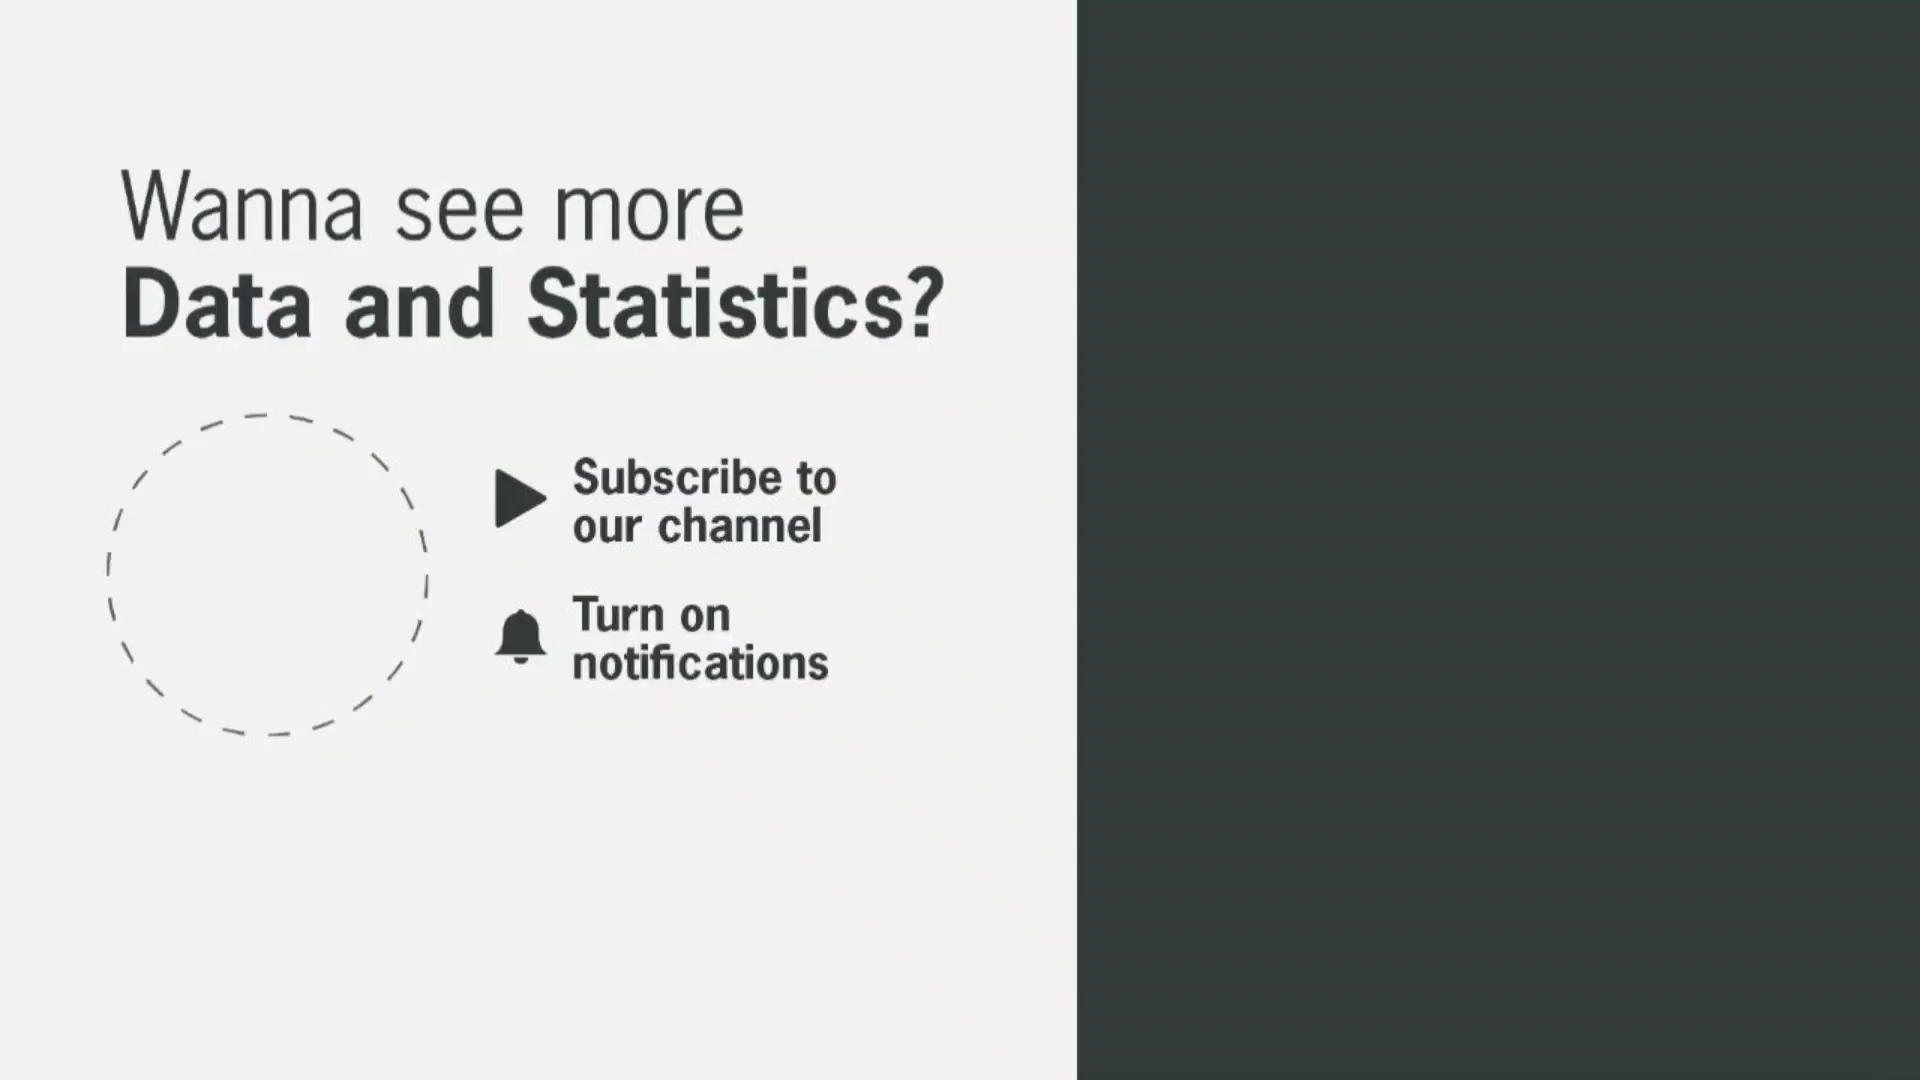 Wanna see more
Data and Statistics?
Subscribe to
our channel
Turn on
notifications